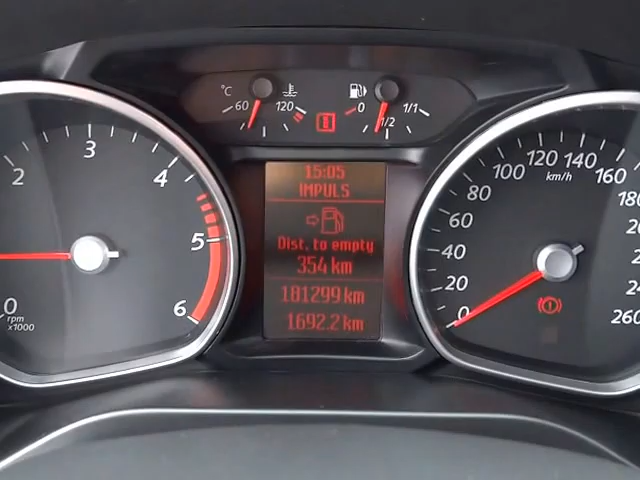 °C
60 120
0 1/2 1/1
15:05
IMPULS
Dist. to empty
354 km
181299 km
1692.2 km
0 2 3 4 5 6
rpm
x1000
0 20 40 60 80 100 120 140 160
km/h
260